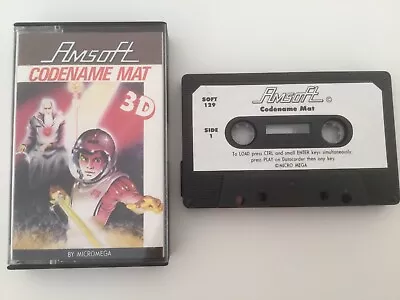 Amsoft
CODENAME MAT
3D
BY MICROMEGA
SOFT
129
Amsoft ©
Codename Mat
SIDE
1
To LOAD press CTRL and small ENTER keys simultaneously
press PLAY on Datacorder then any key.
©MICRO MEGA